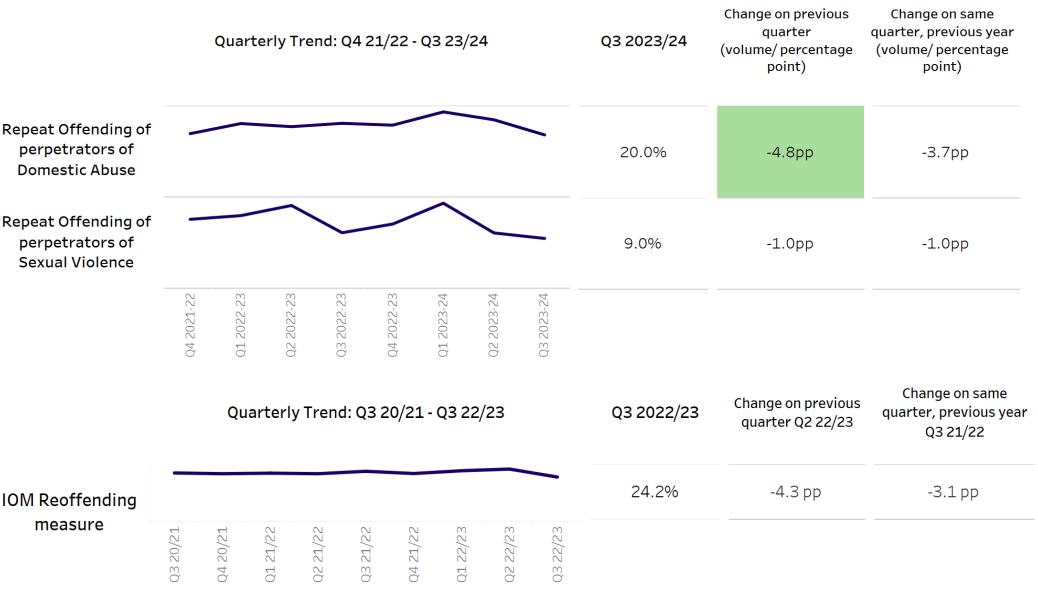 Quarterly Trend: Q4 21/22 - Q3 23/24
Q3 2023/24
Change on previous
quarter
(volume/ percentage
point)
Change on same
quarter, previous year
(volume/ percentage
point)
Repeat Offending of
perpetrators of
Domestic Abuse
20.0%
-4.8pp
-3.7pp
Repeat Offending of
perpetrators of
Sexual Violence
9.0%
-1.0pp
-1.0pp
Q4 2021-22
Q1 2022-23
Q2 2022-23
Q3 2022-23
Q4 2022-23
Q1 2023-24
Q2 2023-24
Q3 2023-24
Quarterly Trend: Q3 20/21 - Q3 22/23
Q3 2022/23
Change on previous
quarter Q2 22/23
Change on same
quarter, previous year
Q3 21/22
IOM Reoffending
measure
24.2%
-4.3 pp
-3.1 pp
Q3 20/21
Q4 20/21
Q1 21/22
Q2 21/22
Q3 21/22
Q4 21/22
Q1 22/23
Q2 22/23
Q3 22/23